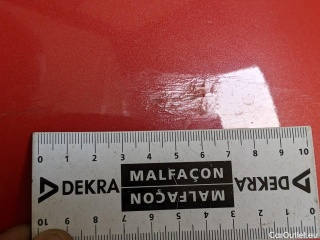 0 1 2 3 4 5 6 7 8 9 10
DEKRA MALFAÇON DEKRA
MALFAÇON
10 9 8 7 6 5 4 3 2 1 0
CarOutlet.eu